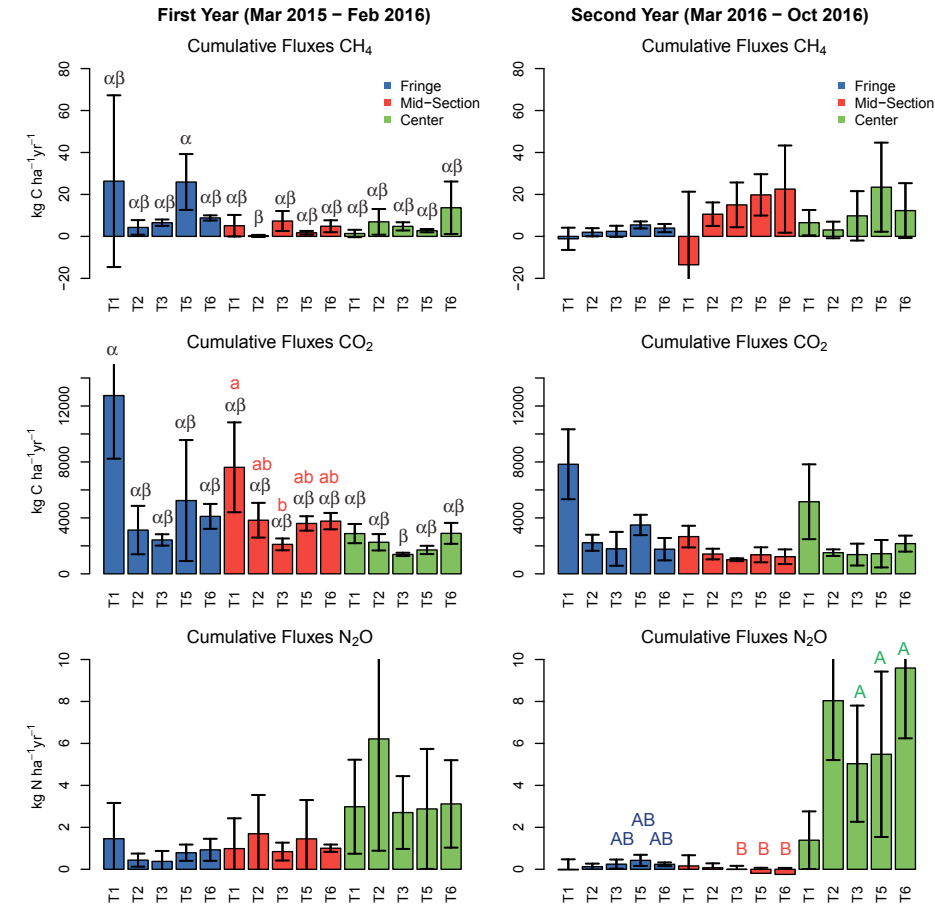 First Year (Mar 2015 − Feb 2016)
Second Year (Mar 2016 − Oct 2016)
Cumulative Fluxes CH₄
kg C ha⁻¹yr⁻¹
80
60
40
20
0
−20
αβ αβ αβ α αβ αβ β αβ αβ αβ αβ αβ αβ αβ αβ
Fringe
Mid−Section
Center
T1 T2 T3 T5 T6 T1 T2 T3 T5 T6 T1 T2 T3 T5 T6
Cumulative Fluxes CH₄
80
60
40
20
0
−20
Fringe
Mid−Section
Center
T1 T2 T3 T5 T6 T1 T2 T3 T5 T6 T1 T2 T3 T5 T6
Cumulative Fluxes CO₂
kg C ha⁻¹yr⁻¹
12000
8000
4000
0
a ab b ab ab
α αβ αβ αβ αβ αβ αβ αβ αβ αβ αβ αβ β αβ αβ
T1 T2 T3 T5 T6 T1 T2 T3 T5 T6 T1 T2 T3 T5 T6
Cumulative Fluxes CO₂
12000
8000
4000
0
T1 T2 T3 T5 T6 T1 T2 T3 T5 T6 T1 T2 T3 T5 T6
Cumulative Fluxes N₂O
kg N ha⁻¹yr⁻¹
10
8
6
4
2
0
T1 T2 T3 T5 T6 T1 T2 T3 T5 T6 T1 T2 T3 T5 T6
Cumulative Fluxes N₂O
10
8
6
4
2
0
AB AB AB B B B A A A
T1 T2 T3 T5 T6 T1 T2 T3 T5 T6 T1 T2 T3 T5 T6